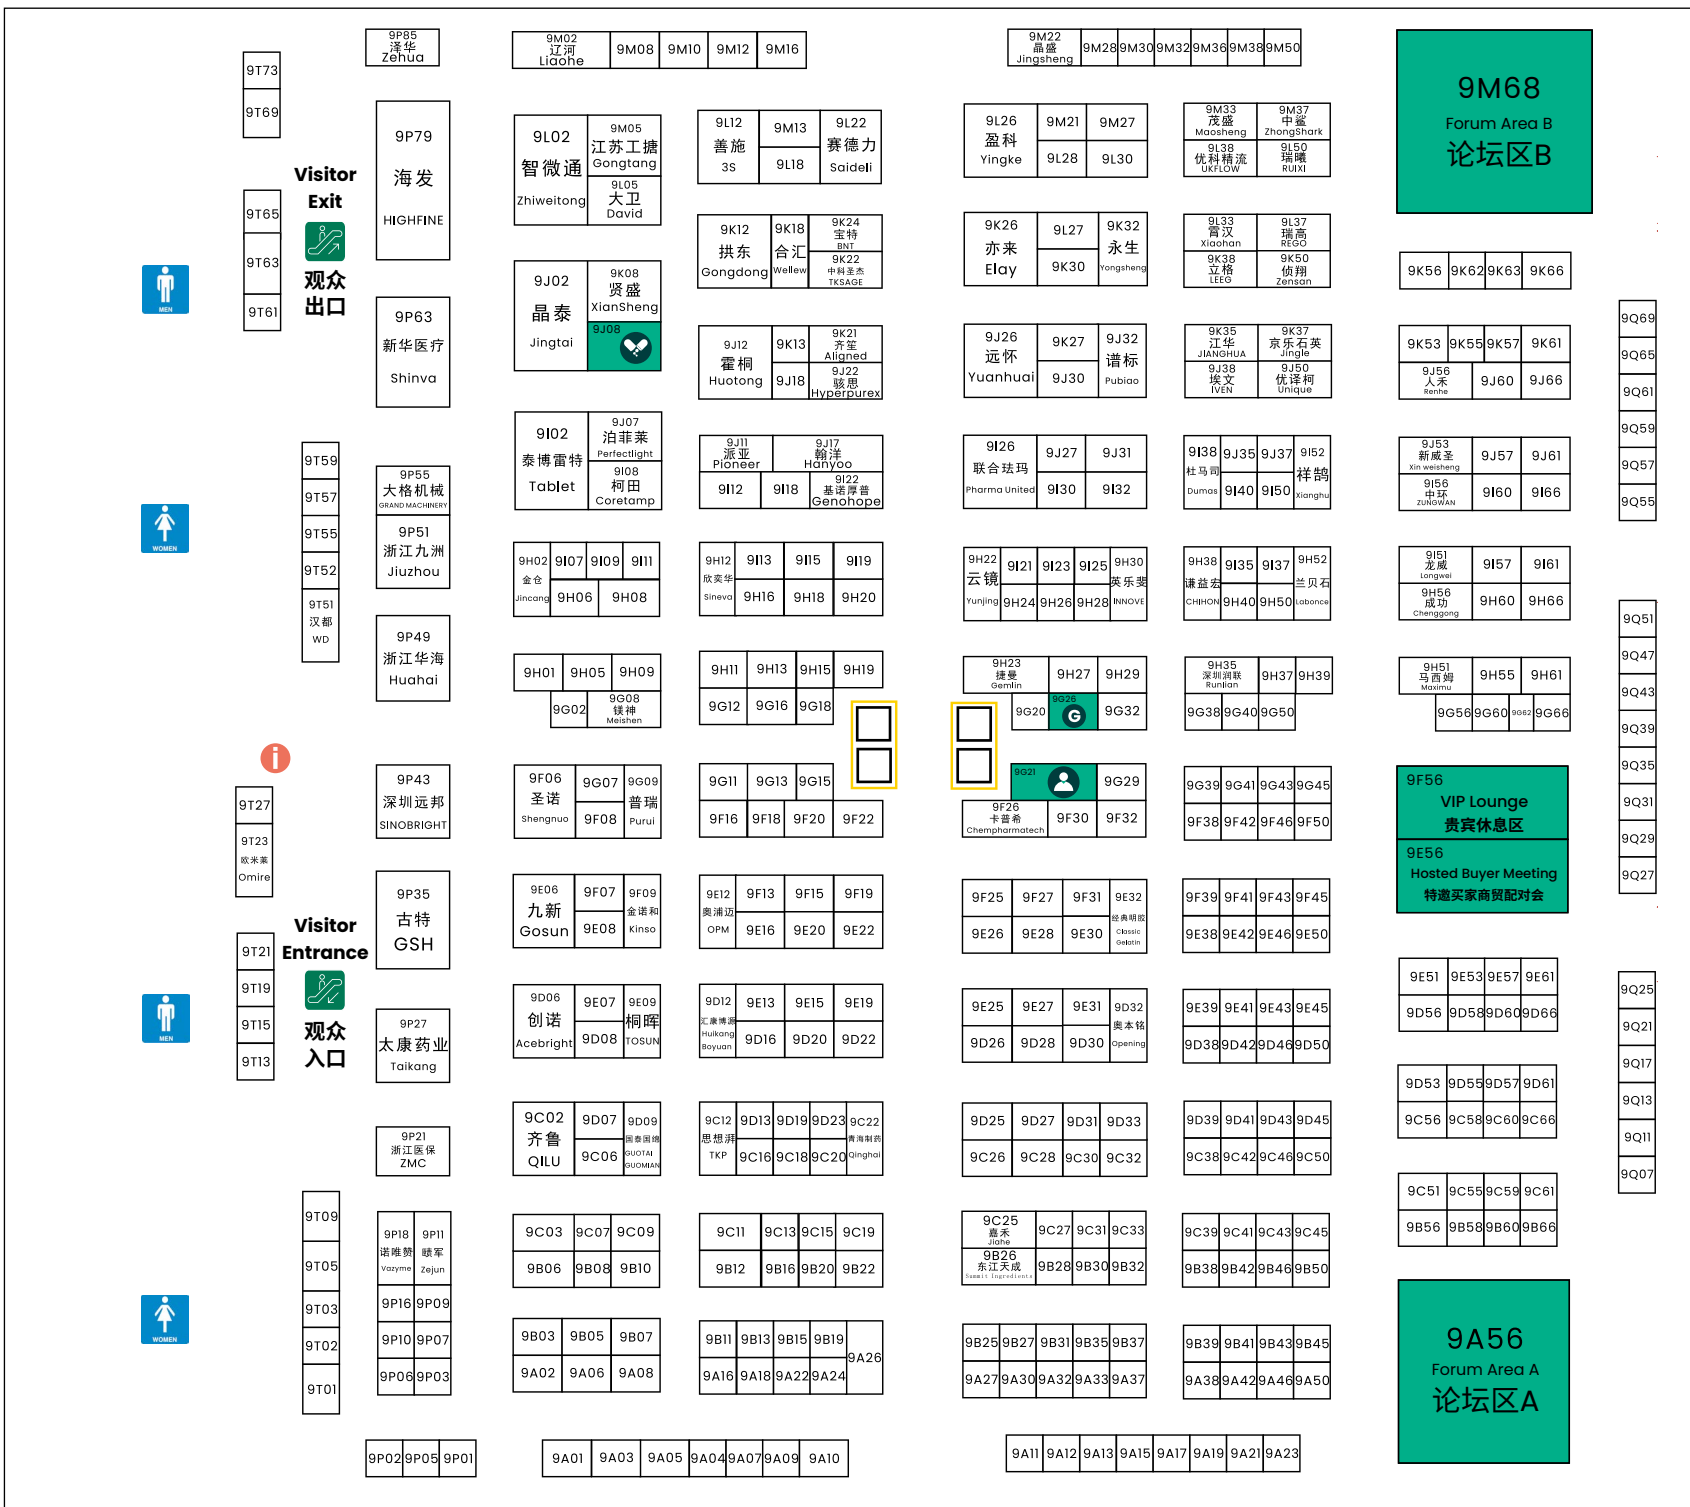 9P85
泽华
Zehua
9M02
辽河
Liaohe
9M08
9M10
9M12
9M16
9M22
晶盛
Jingsheng
9M28
9M30
9M32
9M36
9M38
9M50
9M68
Forum Area B
论坛区B
9T73
9T69
9P79
海发
HIGHFINE
9L02
智微通
Zhiweitong
9M05
江苏工搪
Gongtang
9L05
大卫
David
9L12
善施
3S
9M13
9L18
9L22
赛德力
Saideli
9L26
盈科
Yingke
9M21
9M27
9L28
9L30
9M33
茂盛
Maosheng
9M37
中鲨
ZhongShark
9L38
优科精流
UKFLOW
9L50
瑞曦
RUIXI
Visitor
Exit
观众
出口
9T65
9T63
9T61
MEN
9K12
拱东
Gongdong
9K18
合汇
Wellew
9K24
宝特
BNT
9K22
中科圣杰
TKSAGE
9K26
亦来
Elay
9L27
9K30
9K32
永生
Yongsheng
9L33
霄汉
Xiaohan
9L37
瑞高
REGO
9K38
立格
LEEG
9K50
侦翔
Zensan
9K56
9K62
9K63
9K66
9J02
晶泰
Jingtai
9K08
贤盛
XianSheng
9J08
9P63
新华医疗
Shinva
9J12
霍桐
Huotong
9K13
9J18
9K21
齐笙
Aligned
9J22
骇思
Hyperpurex
9J26
远怀
Yuanhuai
9K27
9J30
9J32
谱标
Pubiao
9K35
江华
JIANGHUA
9K37
京乐石英
Jingle
9J38
埃文
IVEN
9J50
优译柯
Unique
9K53
9K55
9K57
9K61
9J56
人禾
Renhe
9J60
9J66
9Q69
9Q65
9Q61
9Q59
9Q57
9Q55
9T59
9T57
9T55
9T52
9T51
汉都
WD
WOMEN
9P55
大格机械
GRAND MACHINERY
9P51
浙江九洲
Jiuzhou
9I02
泰博雷特
Tablet
9J07
泊菲莱
Perfectlight
9I08
柯田
Coretamp
9J11
派亚
Pioneer
9J17
翰洋
Hanyoo
9I12
9I18
9I22
基诺厚普
Genohope
9I26
联合珐玛
Pharma United
9J27
9J31
9I30
9I32
9I38
杜马司
Dumas
9J35
9J37
9I40
9I50
9I52
祥鹄
Xianghu
9J53
新威圣
Xin weisheng
9J57
9J61
9I56
中环
ZUNGWAN
9I60
9I66
9H02
金仓
Jincang
9I07
9I09
9I11
9H06
9H08
9H12
欣奕华
Sineva
9I13
9I15
9I19
9H16
9H18
9H20
9H22
云镜
Yunjing
9I21
9I23
9I25
9H24
9H26
9H28
9H30
英乐斐
INNOVE
9H38
谦益宏
CHIHON
9I35
9I37
9H40
9H50
9H52
兰贝石
Labonce
9I51
龙威
Longwei
9I57
9I61
9H56
成功
Chenggong
9H60
9H66
9P49
浙江华海
Huahai
9H01
9H05
9H09
9G02
9G08
镁神
Meishen
9H11
9H13
9H15
9H19
9G12
9G16
9G18
9H23
捷曼
Gemlin
9H27
9H29
9G20
9G26
G
9G32
9H35
深圳润联
Runlian
9H37
9H39
9G38
9G40
9G50
9H51
马西姆
Maximu
9H55
9H61
9G56
9G60
9G62
9G66
9Q51
9Q47
9Q43
9Q39
9Q35
9Q31
9Q29
9Q27
i
9T27
9T23
欧米莱
Omire
9P43
深圳远邦
SINOBRIGHT
9F06
圣诺
Shengnuo
9G07
9F08
9G09
普瑞
Purui
9G11
9G13
9G15
9F16
9F18
9F20
9F22
9G21
9G29
9F26
卡普希
Chempharmatech
9F30
9F32
9G39
9G41
9G43
9G45
9F38
9F42
9F46
9F50
9F56
VIP Lounge
贵宾休息区
9E56
Hosted Buyer Meeting
特邀买家商贸配对会
9P35
古特
GSH
9E06
九新
Gosun
9F07
9E08
9F09
金诺和
Kinso
9E12
奥浦迈
OPM
9F13
9F15
9F19
9E16
9E20
9E22
9F25
9F27
9F31
9E26
9E28
9E30
9E32
经典明胶
Classic
Gelatin
9F39
9F41
9F43
9F45
9E38
9E42
9E46
9E50
Visitor
Entrance
观众
入口
9T21
9T19
9T15
9T13
MEN
9P27
太康药业
Taikang
9D06
创诺
Acebright
9E07
9D08
9E09
桐晖
TOSUN
9D12
汇康博源
Huikang
Boyuan
9E13
9E15
9E19
9D16
9D20
9D22
9E25
9E27
9E31
9D26
9D28
9D30
9D32
奥本铭
Opening
9E39
9E41
9E43
9E45
9D38
9D42
9D46
9D50
9E51
9E53
9E57
9E61
9D56
9D58
9D60
9D66
9Q25
9Q21
9Q17
9Q13
9Q11
9Q07
9P21
浙江医保
ZMC
9C02
齐鲁
QILU
9D07
9C06
9D09
国泰国绵
GUOTAI
GUOMIAN
9C12
思想湃
TKP
9D13
9D19
9D23
9C16
9C18
9C20
9C22
青海制药
Qinghai
9D25
9D27
9D31
9D33
9C26
9C28
9C30
9C32
9D39
9D41
9D43
9D45
9C38
9C42
9C46
9C50
9D53
9D55
9D57
9D61
9C56
9C58
9C60
9C66
9T09
9T05
9T03
9T02
9T01
WOMEN
9P18
诺唯赞
Vazyme
9P11
赜军
Zejun
9P16
9P09
9P10
9P07
9P06
9P03
9C03
9C07
9C09
9B06
9B08
9B10
9C11
9C13
9C15
9C19
9B12
9B16
9B20
9B22
9C25
嘉禾
Jiahe
9C27
9C31
9C33
9B26
东江天成
Summit Ingredients
9B28
9B30
9B32
9C39
9C41
9C43
9C45
9B38
9B42
9B46
9B50
9C51
9C55
9C59
9C61
9B56
9B58
9B60
9B66
9B03
9B05
9B07
9A02
9A06
9A08
9B11
9B13
9B15
9B19
9A16
9A18
9A22
9A24
9A26
9B25
9B27
9B31
9B35
9B37
9A27
9A30
9A32
9A33
9A37
9B39
9B41
9B43
9B45
9A38
9A42
9A46
9A50
9A56
Forum Area A
论坛区A
9P02
9P05
9P01
9A01
9A03
9A05
9A04
9A07
9A09
9A10
9A11
9A12
9A13
9A15
9A17
9A19
9A21
9A23